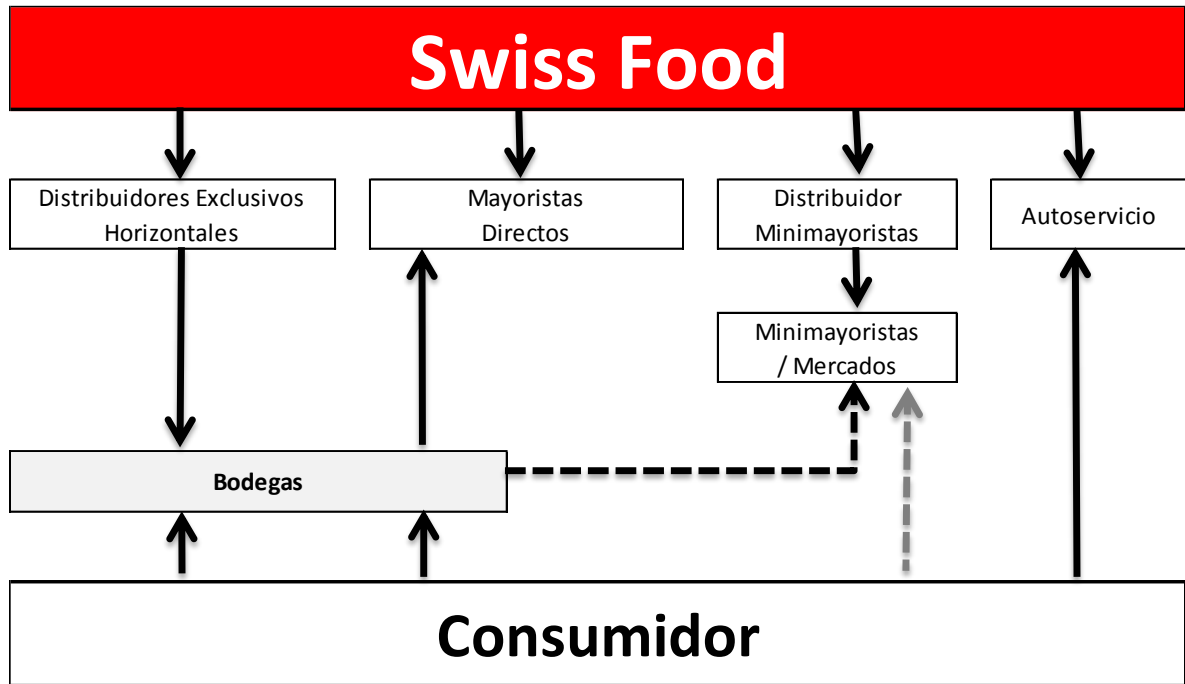 Swiss Food
Distribuidores Exclusivos
Horizontales
Mayoristas
Directos
Distribuidor
Minimayoristas
Autoservicio
Minimayoristas
/ Mercados
Bodegas
Consumidor